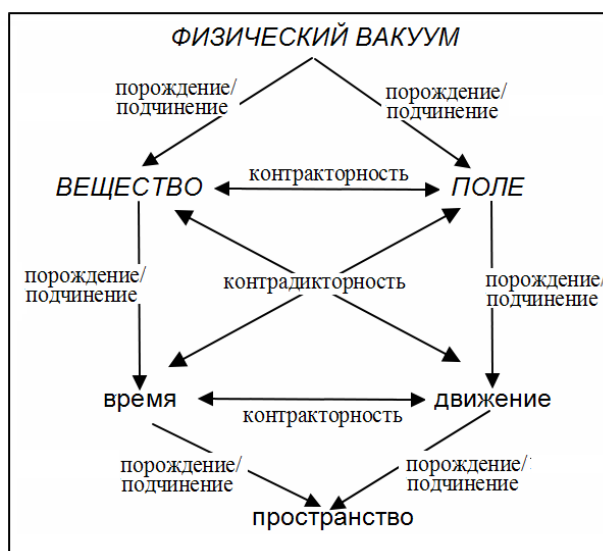 ФИЗИЧЕСКИЙ ВАКУУМ
порождение/
подчинение
порождение/
подчинение
ВЕЩЕСТВО
контракторность
ПОЛЕ
порождение/
подчинение
контрадикторность
порождение/
подчинение
время
контракторность
движение
порождение/
подчинение
порождение/
подчинение
пространство